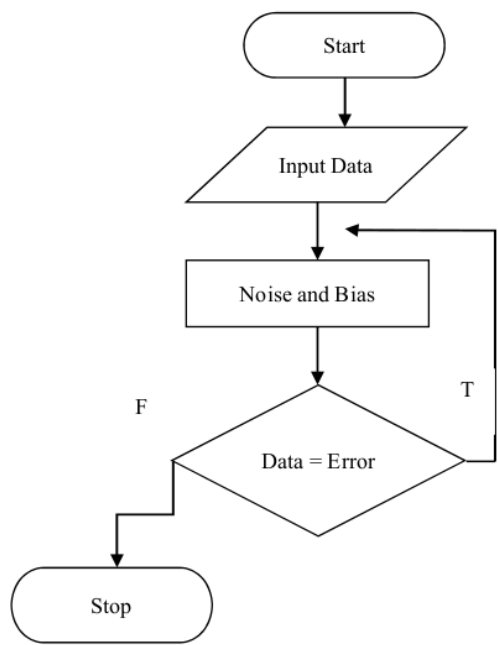 Start
Input Data
Noise and Bias
F
T
Data = Error
Stop